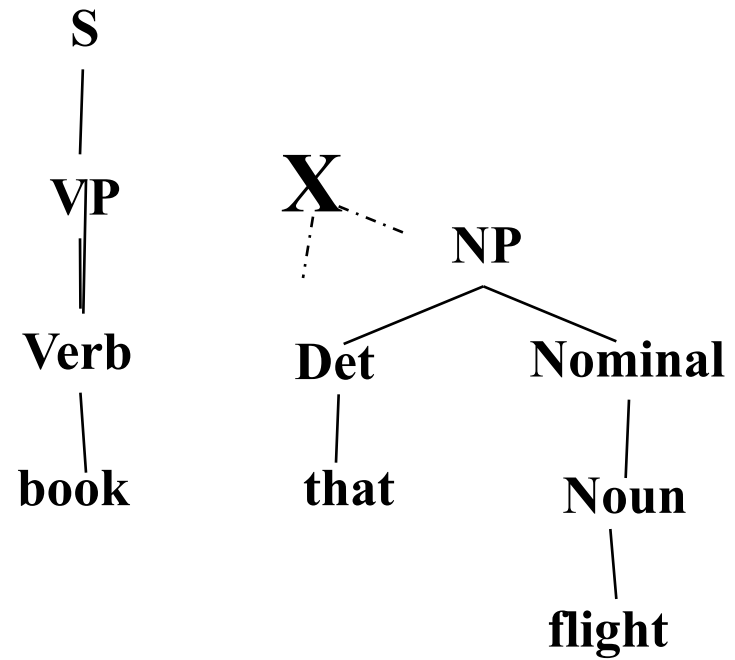 S
VP
X
NP
Verb
Det
Nominal
book
that
Noun
flight